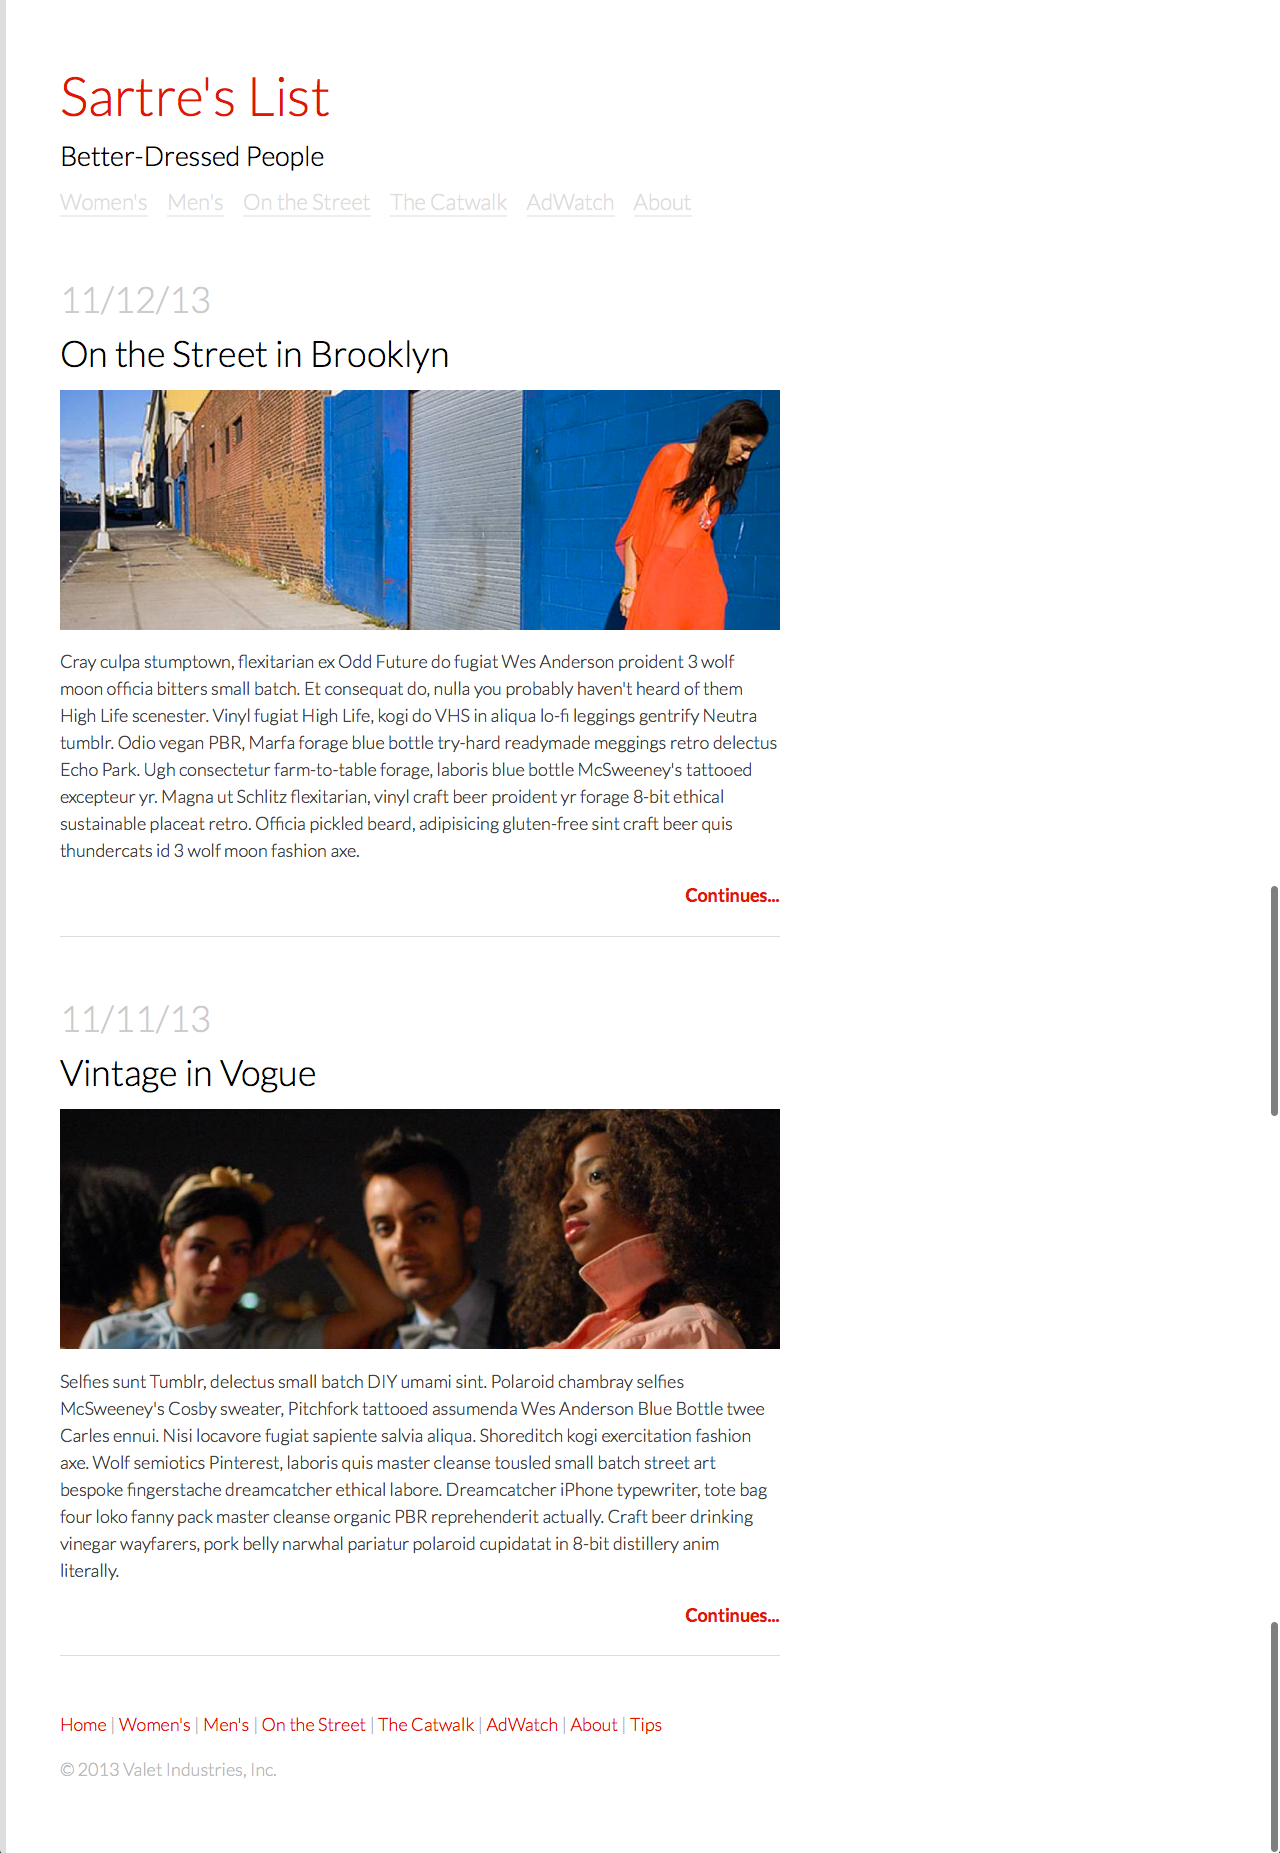 Sartre's List
Better-Dressed People
Women's Men's On the Street The Catwalk AdWatch About
11/12/13
On the Street in Brooklyn
Cray culpa stumptown, flexitarian ex Odd Future do fugiat Wes Anderson proident 3 wolf
moon officia bitters small batch. Et consequat do, nulla you probably haven't heard of them
High Life scenester. Vinyl fugiat High Life, kogi do VHS in aliqua lo-fi leggings gentrify Neutra
tumblr. Odio vegan PBR, Marfa forage blue bottle try-hard readymade meggings retro delectus
Echo Park. Ugh consectetur farm-to-table forage, laboris blue bottle McSweeney's tattooed
excepteur yr. Magna ut Schlitz flexitarian, vinyl craft beer proident yr forage 8-bit ethical
sustainable placeat retro. Officia pickled beard, adipisicing gluten-free sint craft beer quis
thundercats id 3 wolf moon fashion axe.
Continues...
11/11/13
Vintage in Vogue
Selfies sunt Tumblr, delectus small batch DIY umami sint. Polaroid chambray selfies
McSweeney's Cosby sweater, Pitchfork tattooed assumenda Wes Anderson Blue Bottle twee
Carles ennui. Nisi locavore fugiat sapiente salvia aliqua. Shoreditch kogi exercitation fashion
axe. Wolf semiotics Pinterest, laboris quis master cleanse tousled small batch street art
bespoke fingerstache dreamcatcher ethical labore. Dreamcatcher iPhone typewriter, tote bag
four loko fanny pack master cleanse organic PBR reprehenderit actually. Craft beer drinking
vinegar wayfarers, pork belly narwhal pariatur polaroid cupidatat in 8-bit distillery anim
literally.
Continues...
Home | Women's | Men's | On the Street | The Catwalk | AdWatch | About | Tips
© 2013 Valet Industries, Inc.